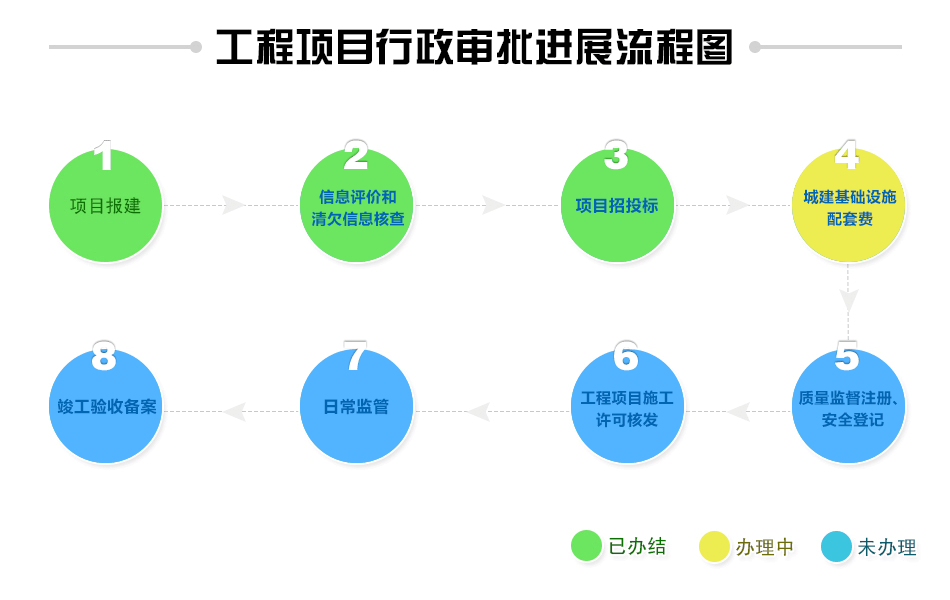 工程项目行政审批进展流程图
1
项目报建
2
信息评价和
清欠信息核查
3
项目招投标
4
城建基础设施
配套费
5
质量监督注册、
安全登记
6
工程项目施工
许可核发
7
日常监管
8
竣工验收备案
已办结
办理中
未办理